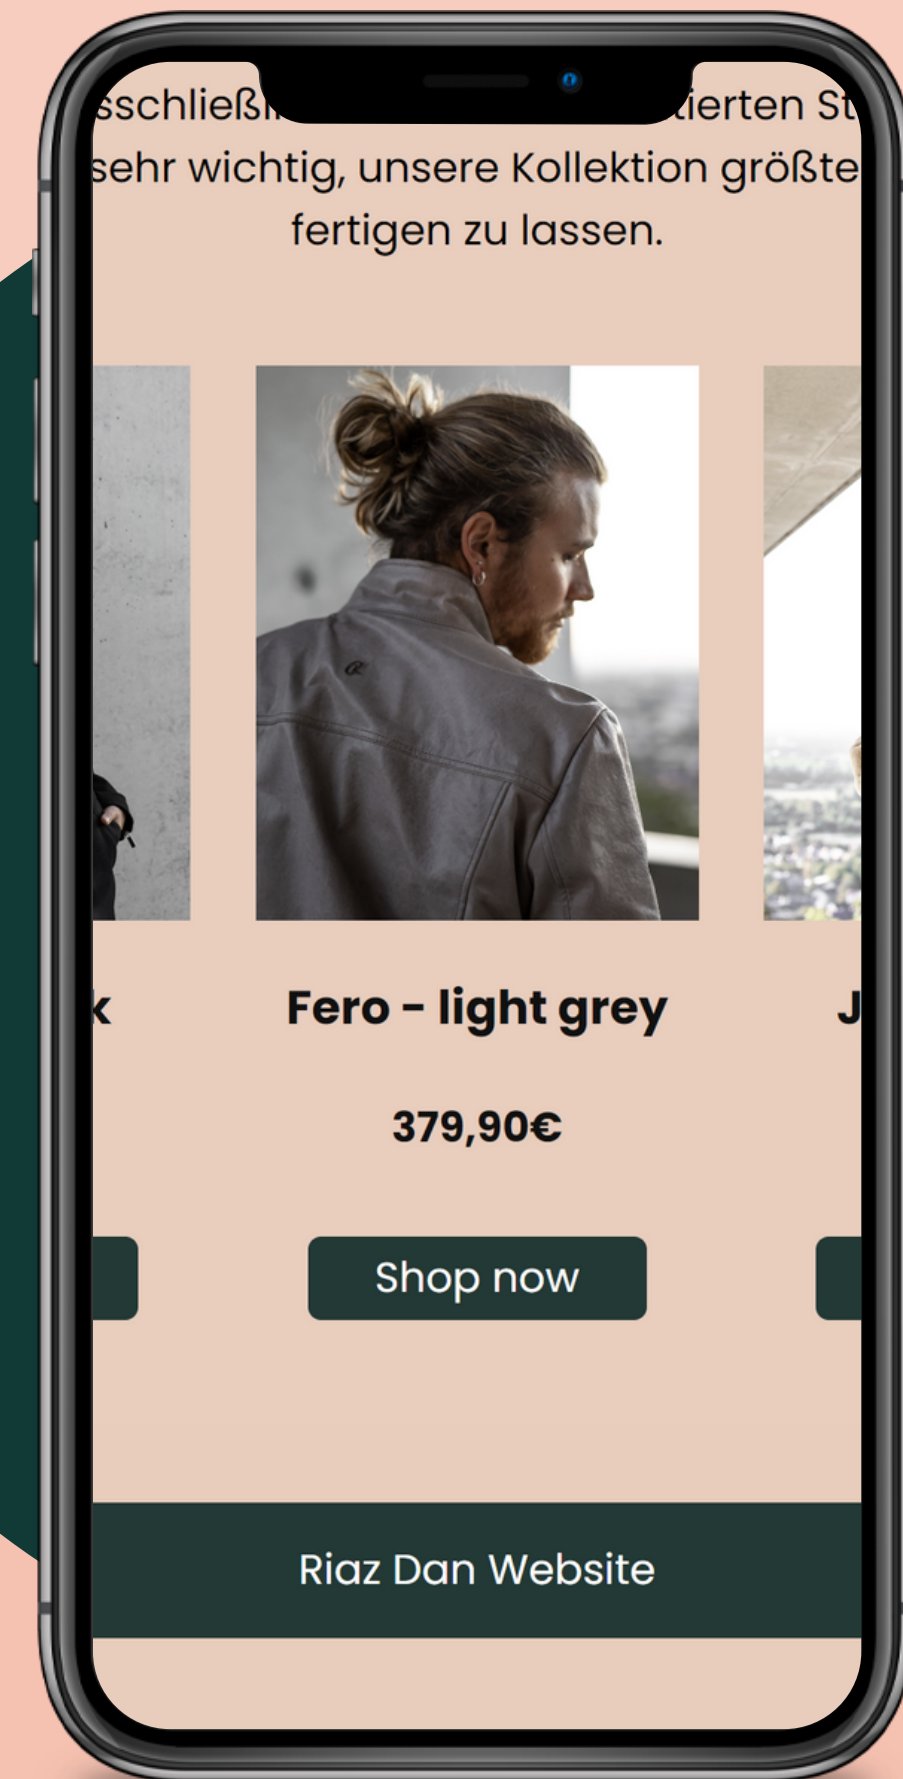 sehr wichtig, unsere Kollektion größte
fertigen zu lassen.
Fero - light grey
379,90€
Shop now
Riaz Dan Website